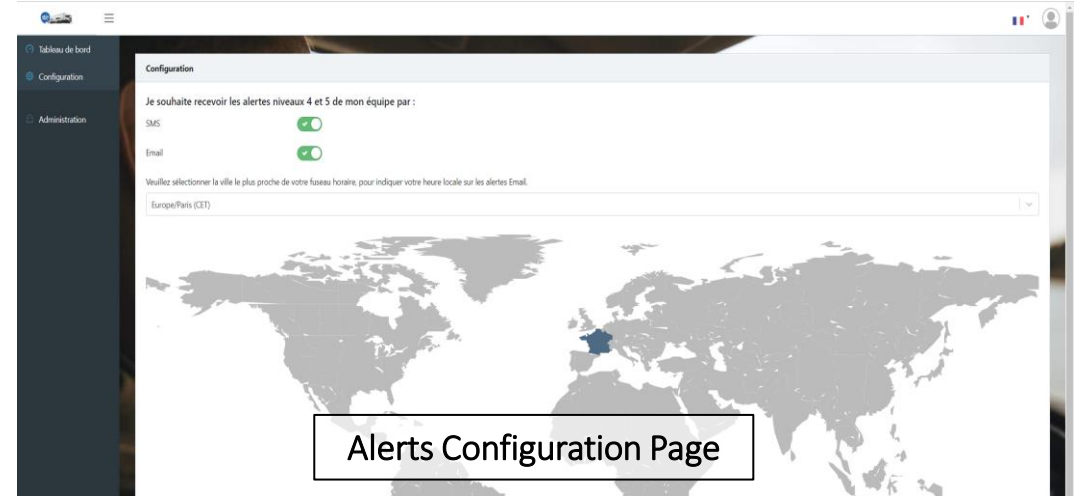 Tableau de bord
Configuration
Administration
Configuration
Je souhaite recevoir les alertes niveaux 4 et 5 de mon équipe par :
SMS
Email
Veuillez sélectionner la ville le plus proche de votre fuseau horaire, pour indiquer votre heure locale sur les alertes Email.
Europe/Paris (CET)
Alerts Configuration Page